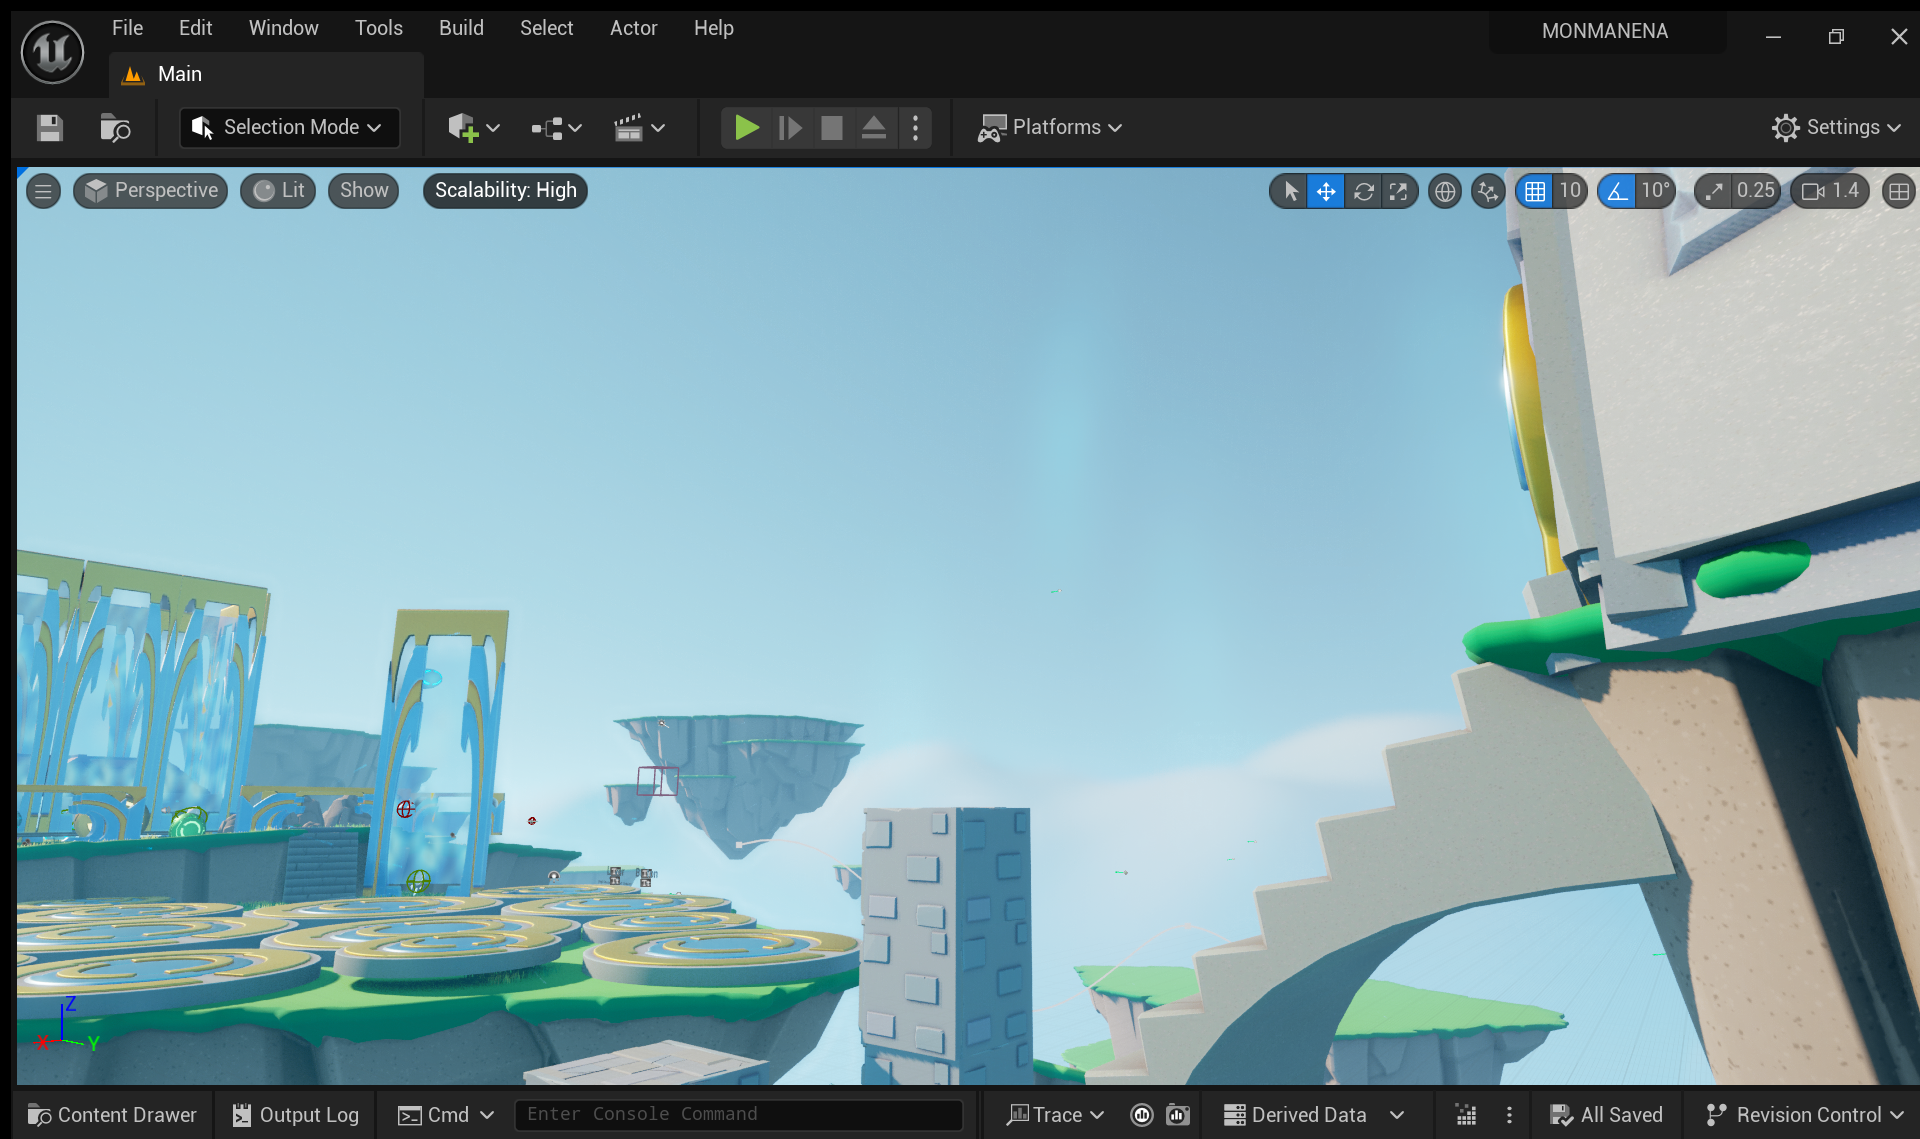 File Edit Window Tools Build Select Actor Help
MONMANENA
Main
Selection Mode
Platforms
Settings
Perspective Lit Show Scalability: High
10 10° 0.25 1.4
Z
X Y
Content Drawer Output Log Cmd Enter Console Command Trace Derived Data All Saved Revision Control